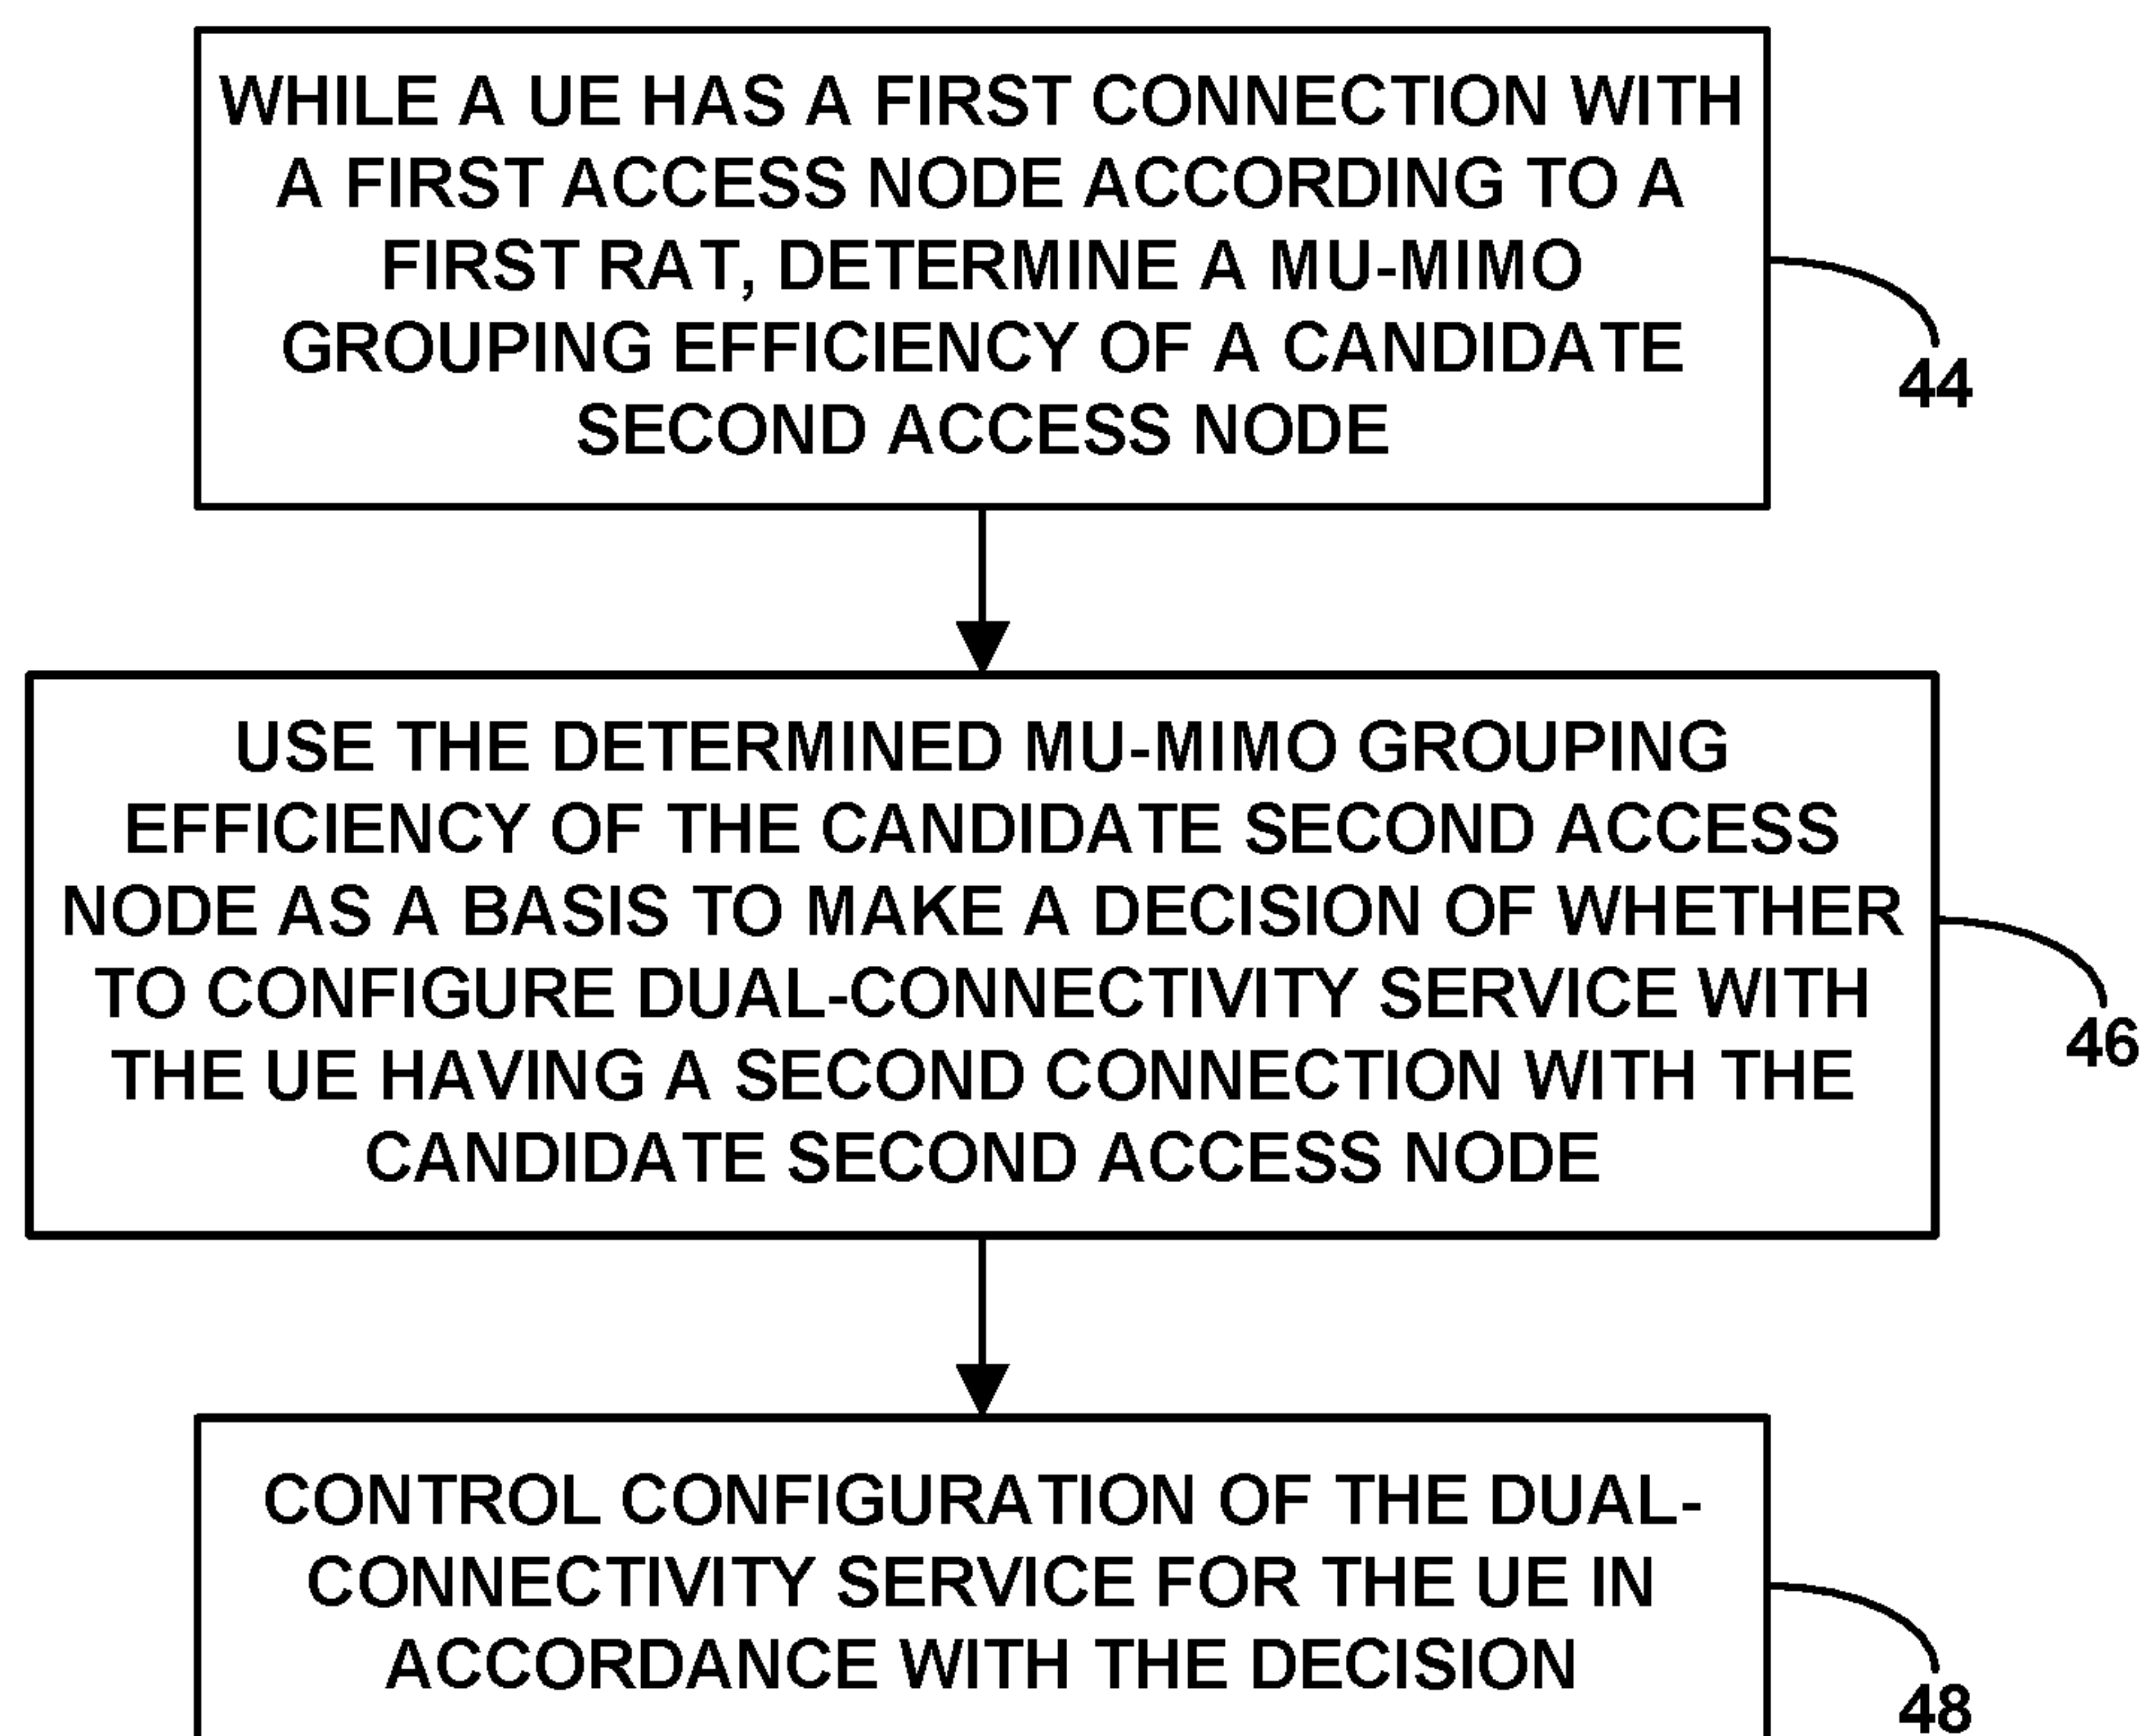 WHILE A UE HAS A FIRST CONNECTION WITH
A FIRST ACCESS NODE ACCORDING TO A
FIRST RAT, DETERMINE A MU-MIMO
GROUPING EFFICIENCY OF A CANDIDATE
SECOND ACCESS NODE
44
USE THE DETERMINED MU-MIMO GROUPING
EFFICIENCY OF THE CANDIDATE SECOND ACCESS
NODE AS A BASIS TO MAKE A DECISION OF WHETHER
TO CONFIGURE DUAL-CONNECTIVITY SERVICE WITH
THE UE HAVING A SECOND CONNECTION WITH THE
CANDIDATE SECOND ACCESS NODE
46
CONTROL CONFIGURATION OF THE DUAL-
CONNECTIVITY SERVICE FOR THE UE IN
ACCORDANCE WITH THE DECISION
48